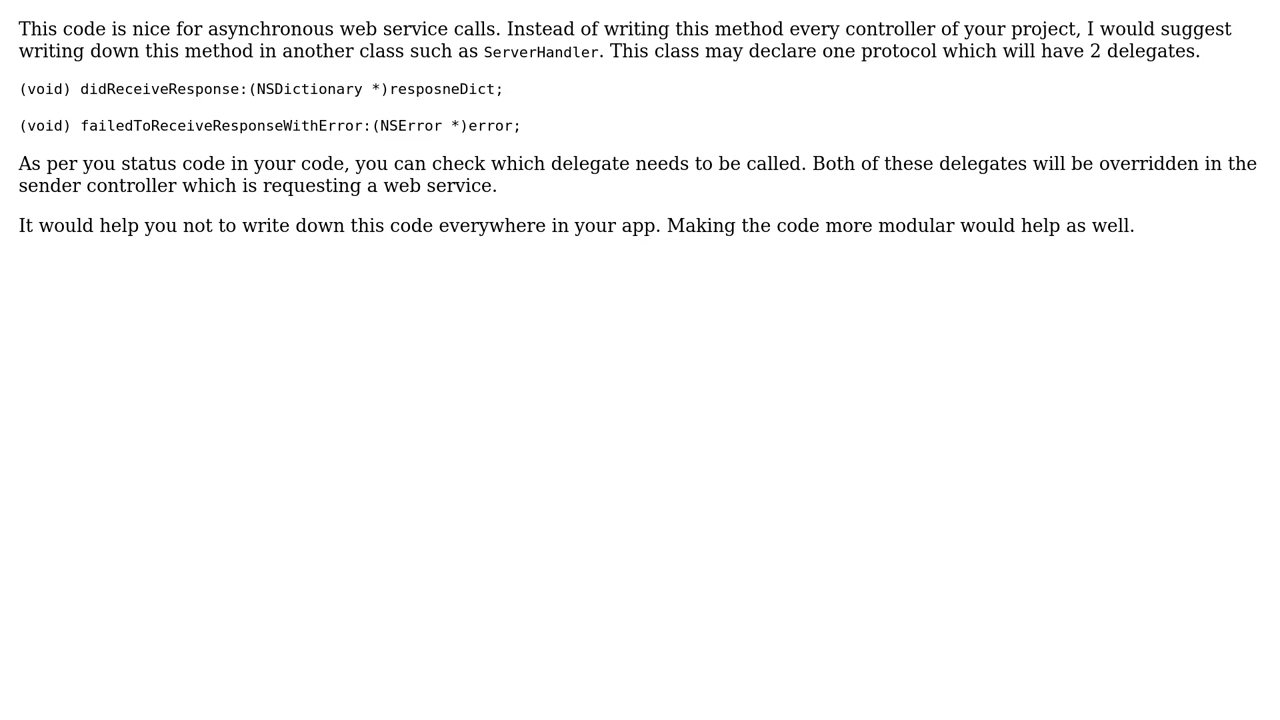 This code is nice for asynchronous web service calls. Instead of writing this method every controller of your project, I would suggest
writing down this method in another class such as ServerHandler. This class may declare one protocol which will have 2 delegates.
(void) didReceiveResponse:(NSDictionary *)resposneDict;
(void) failedToReceiveResponseWithError:(NSError *)error;
As per you status code in your code, you can check which delegate needs to be called. Both of these delegates will be overridden in the
sender controller which is requesting a web service.
It would help you not to write down this code everywhere in your app. Making the code more modular would help as well.